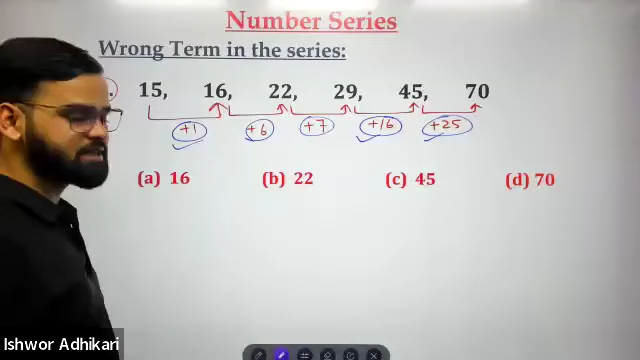 Number Series
Wrong Term in the series:
15, 16, 22, 29, 45, 70
+1 +6 +7 +16 +25
(a) 16 (b) 22 (c) 45 (d) 70
Ishwor Adhikari